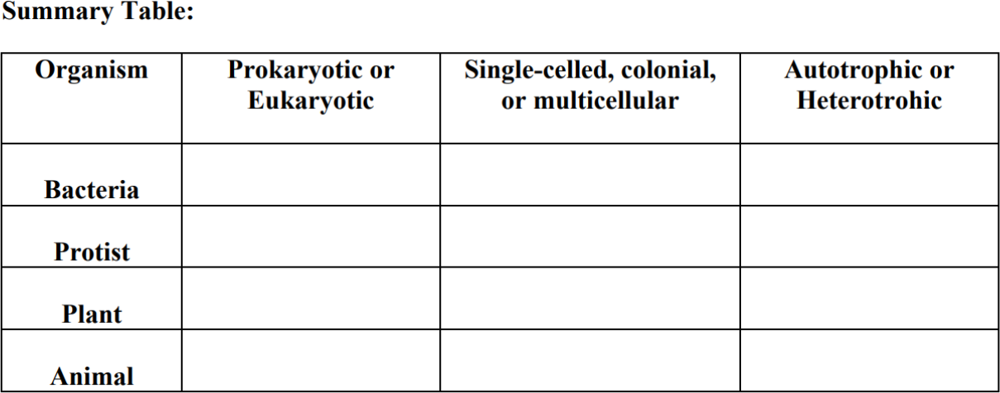 Summary Table:
Organism
Prokaryotic or
Eukaryotic
Single-celled, colonial,
or multicellular
Autotrophic or
Heterotrohic
Bacteria
Protist
Plant
Animal